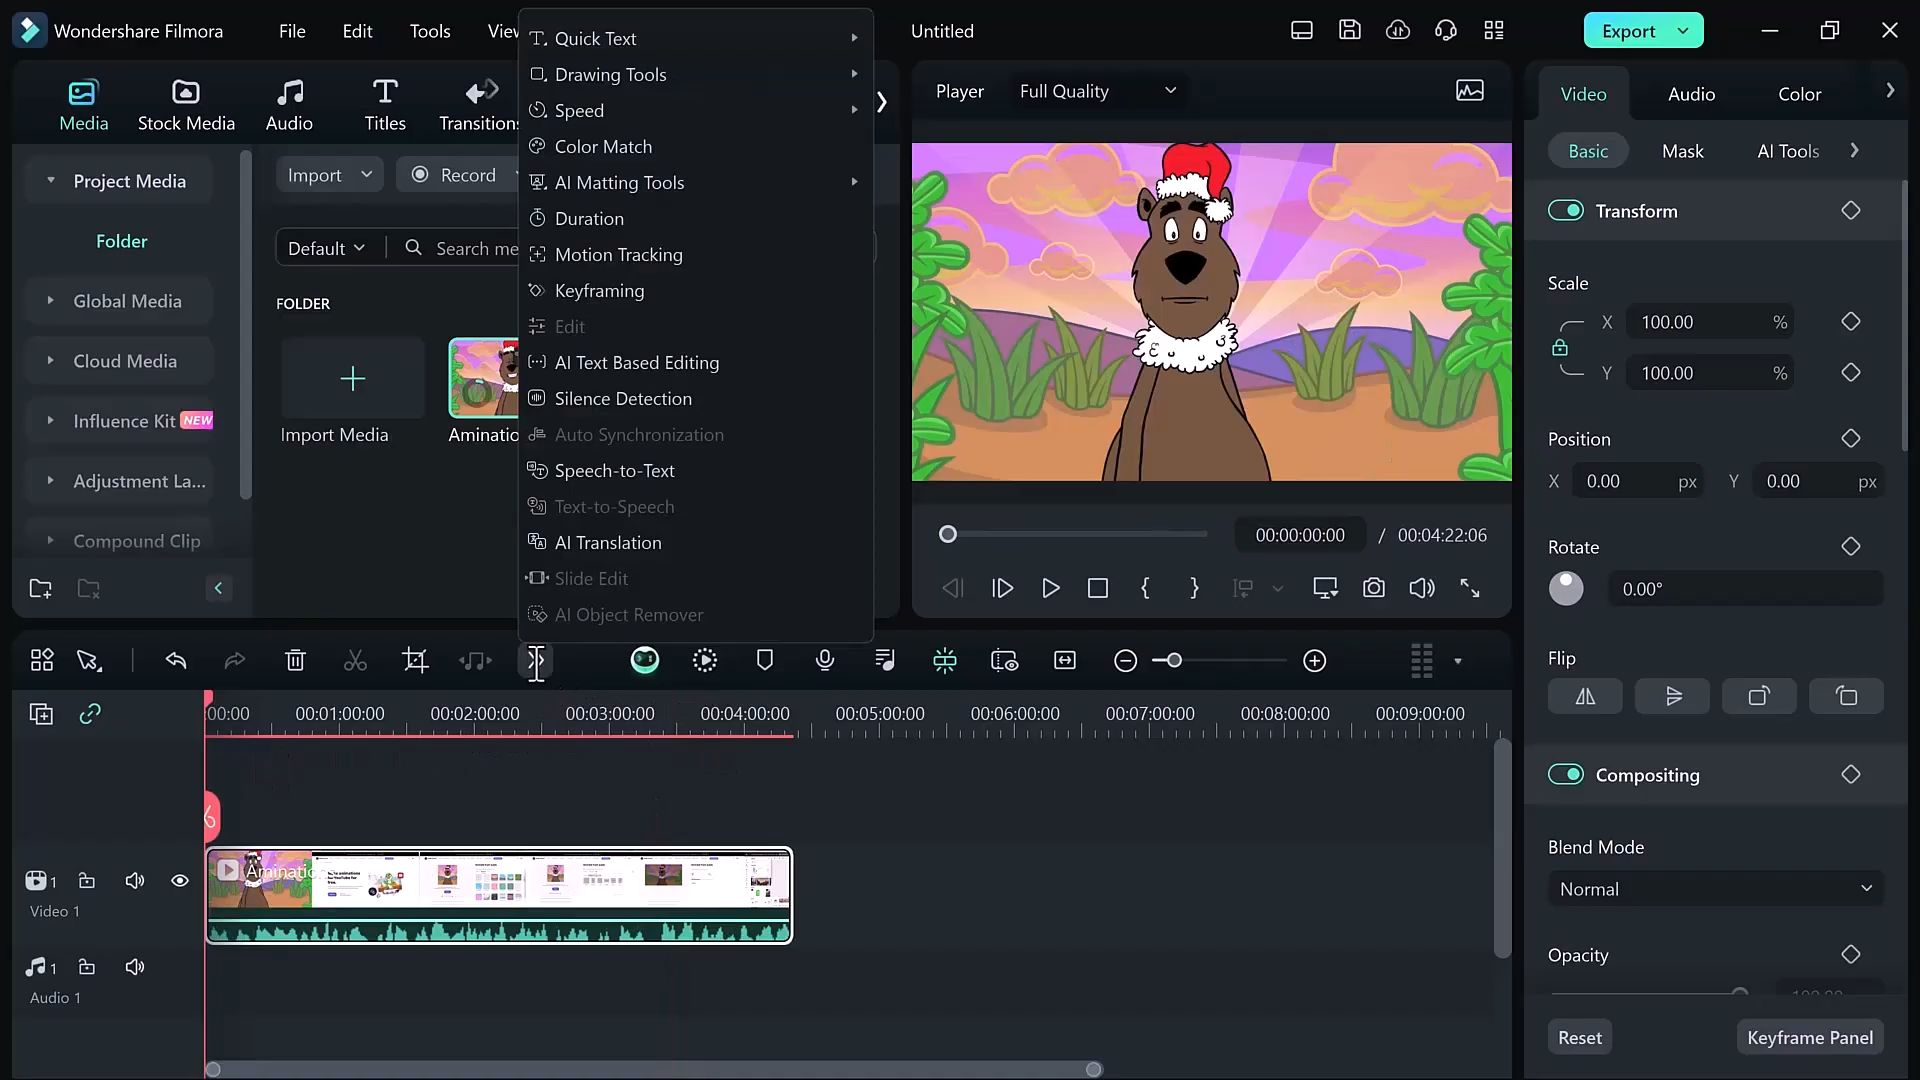 Wondershare Filmora
File
Edit
Tools
Untitled
Export
Media
Stock Media
Audio
Titles
Transitions
Project Media
Folder
Global Media
Cloud Media
Influence Kit NEW
Adjustment La...
Compound Clip
Import
Record
Default
Search
FOLDER
Import Media
Quick Text
Drawing Tools
Speed
Color Match
AI Matting Tools
Duration
Motion Tracking
Keyframing
Edit
AI Text Based Editing
Silence Detection
Auto Synchronization
Speech-to-Text
Text-to-Speech
AI Translation
Slide Edit
AI Object Remover
Player
Full Quality
00:00:00:00 / 00:04:22:06
Video
Audio
Color
Basic
Mask
AI Tools
Transform
Scale
X 100.00 %
Y 100.00 %
Position
X 0.00 px Y 0.00 px
Rotate
0.00°
Flip
Compositing
Blend Mode
Normal
Opacity
100.00
Reset
Keyframe Panel
:00:00 00:01:00:00 00:02:00:00 00:03:00:00 00:04:00:00 00:05:00:00 00:06:00:00 00:07:00:00 00:08:00:00 00:09:00:00
1
Video 1
1
Audio 1